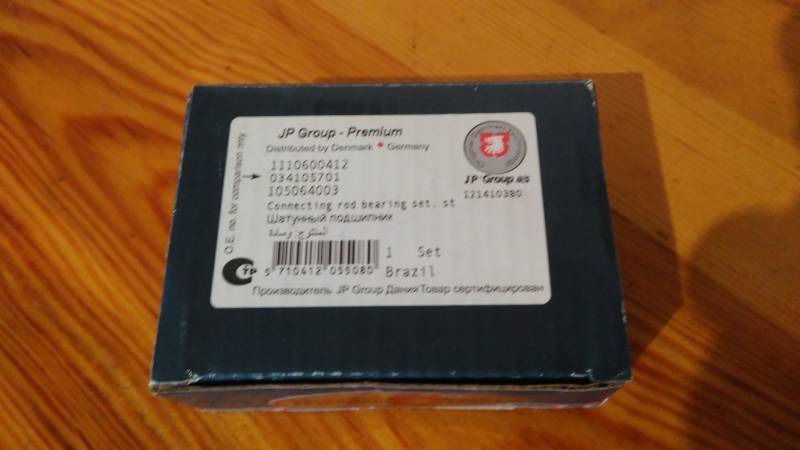 JP Group - Premium
Distributed by Denmark Germany
1110600412
034105701
105064003
Connecting rod bearing set. st
Шатунный подшипник
O.E. no. for comparison only
JP Group a/s
121410380
1 Set
5 710412 055080
Brazil
Производитель JP Group Дания Товар сертифицирован